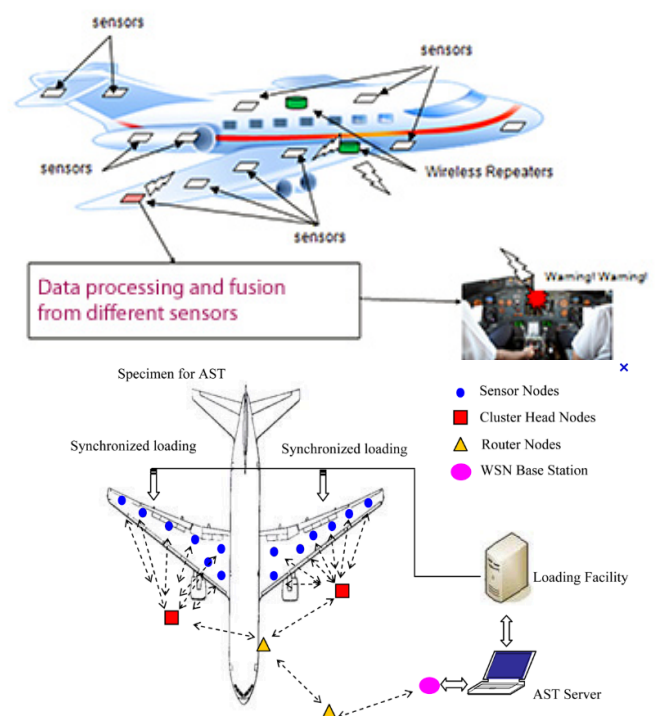 sensors
sensors
sensors
Wireless Repeaters
sensors
Data processing and fusion
from different sensors
Warning! Warning!
Specimen for AST
Synchronized loading
Synchronized loading
Sensor Nodes
Cluster Head Nodes
Router Nodes
WSN Base Station
Loading Facility
AST Server